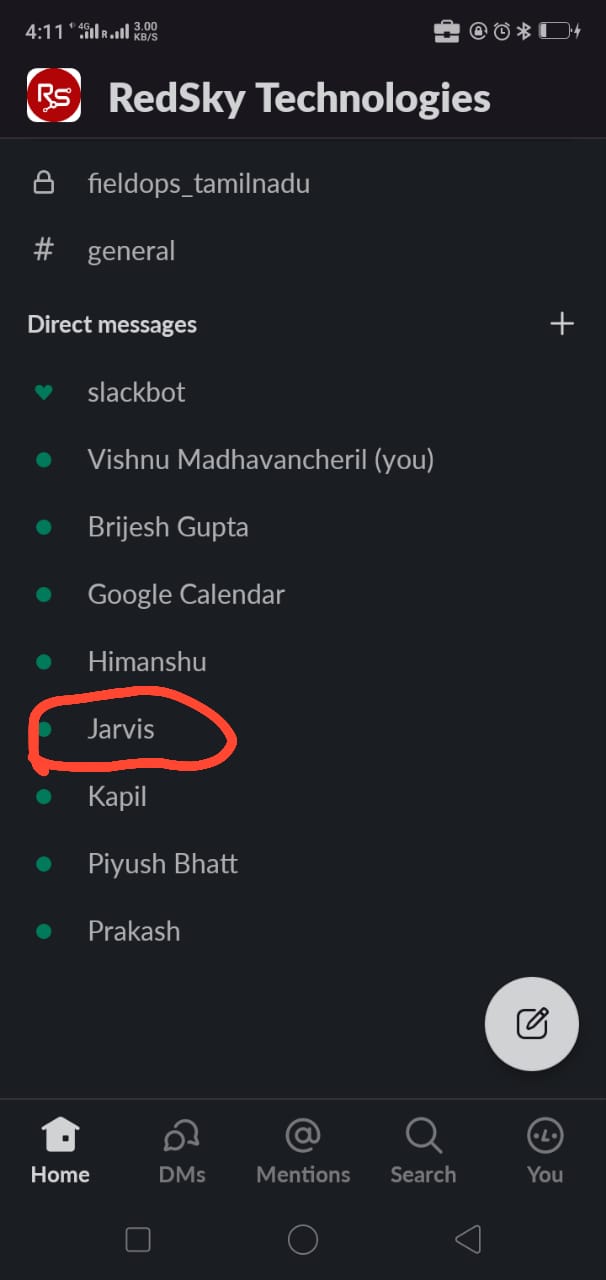 4:11 4G R 3.00
KB/S
RS RedSky Technologies
fieldops_tamilnadu
# general
Direct messages +
slackbot
Vishnu Madhavancheril (you)
Brijesh Gupta
Google Calendar
Himanshu
Jarvis
Kapil
Piyush Bhatt
Prakash
Home DMs Mentions Search You